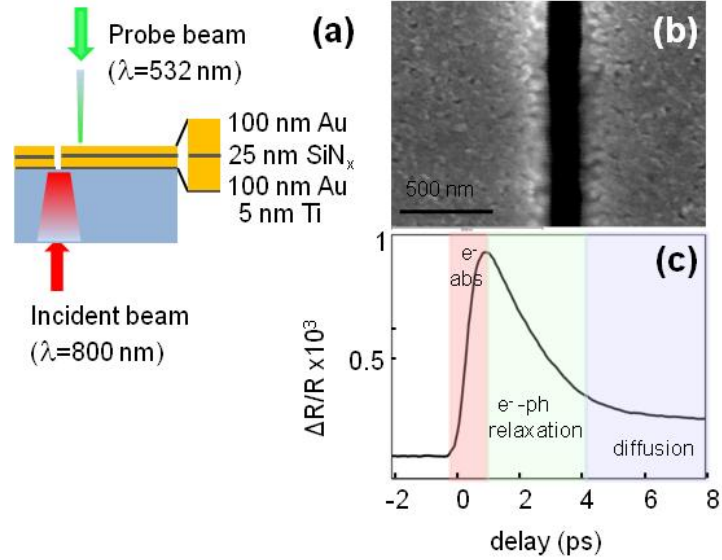 (a)
Probe beam
(λ=532 nm)
100 nm Au
25 nm SiNx
100 nm Au
5 nm Ti
Incident beam
(λ=800 nm)
(b)
500 nm
(c)
1
0.5
ΔR/R x10³
e⁻
abs
e⁻-ph
relaxation
diffusion
-2 0 2 4 6 8
delay (ps)